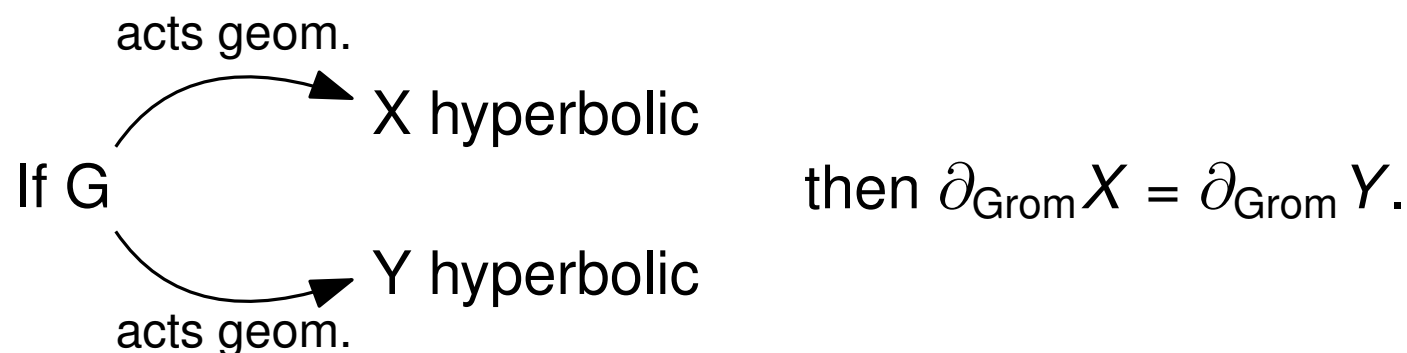 acts geom.
X hyperbolic
If G
then ∂GromX = ∂GromY.
Y hyperbolic
acts geom.